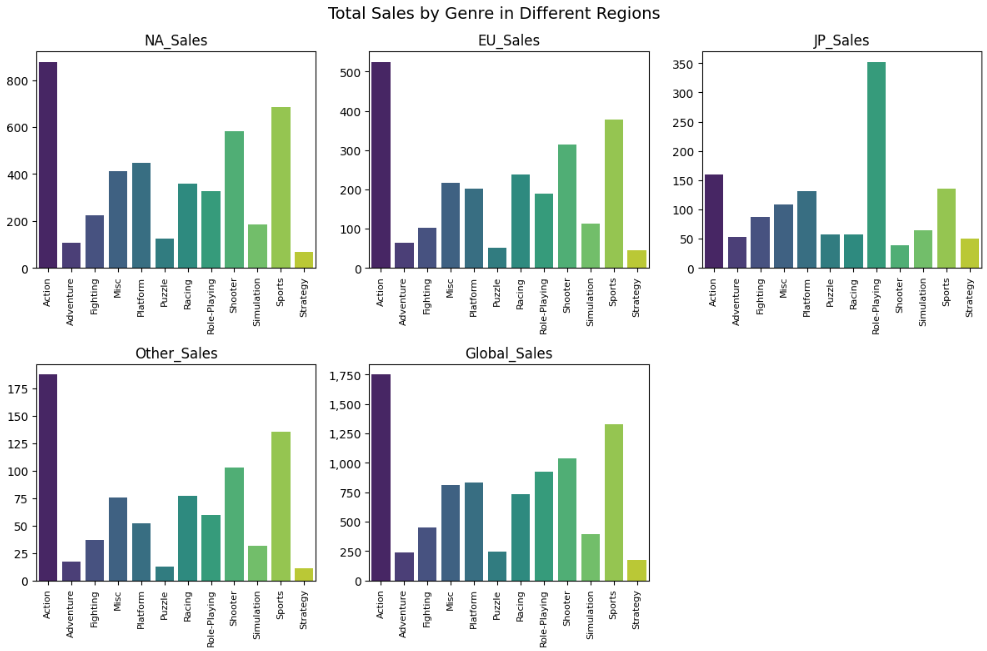 Total Sales by Genre in Different Regions
NA_Sales
800
600
400
200
0
Action
Adventure
Fighting
Misc
Platform
Puzzle
Racing
Role-Playing
Shooter
Simulation
Sports
Strategy
EU_Sales
500
400
300
200
100
0
Action
Adventure
Fighting
Misc
Platform
Puzzle
Racing
Role-Playing
Shooter
Simulation
Sports
Strategy
JP_Sales
350
300
250
200
150
100
50
0
Action
Adventure
Fighting
Misc
Platform
Puzzle
Racing
Role-Playing
Shooter
Simulation
Sports
Strategy
Other_Sales
175
150
125
100
75
50
25
0
Action
Adventure
Fighting
Misc
Platform
Puzzle
Racing
Role-Playing
Shooter
Simulation
Sports
Strategy
Global_Sales
1,750
1,500
1,250
1,000
750
500
250
0
Action
Adventure
Fighting
Misc
Platform
Puzzle
Racing
Role-Playing
Shooter
Simulation
Sports
Strategy